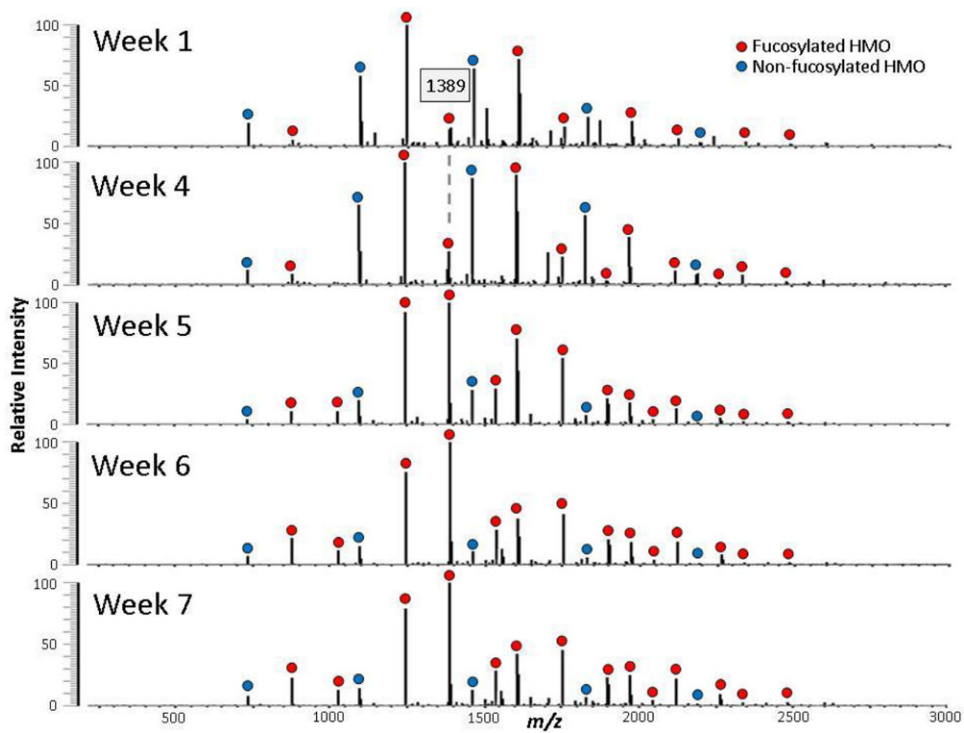 100
Week 1
Fucosylated HMO
Non-fucosylated HMO
1389
50
0
100
Week 4
50
0
100
Week 5
50
0
Relative Intensity
100
Week 6
50
0
100
Week 7
50
0
500
1000
1500
2000
2500
3000
m/z